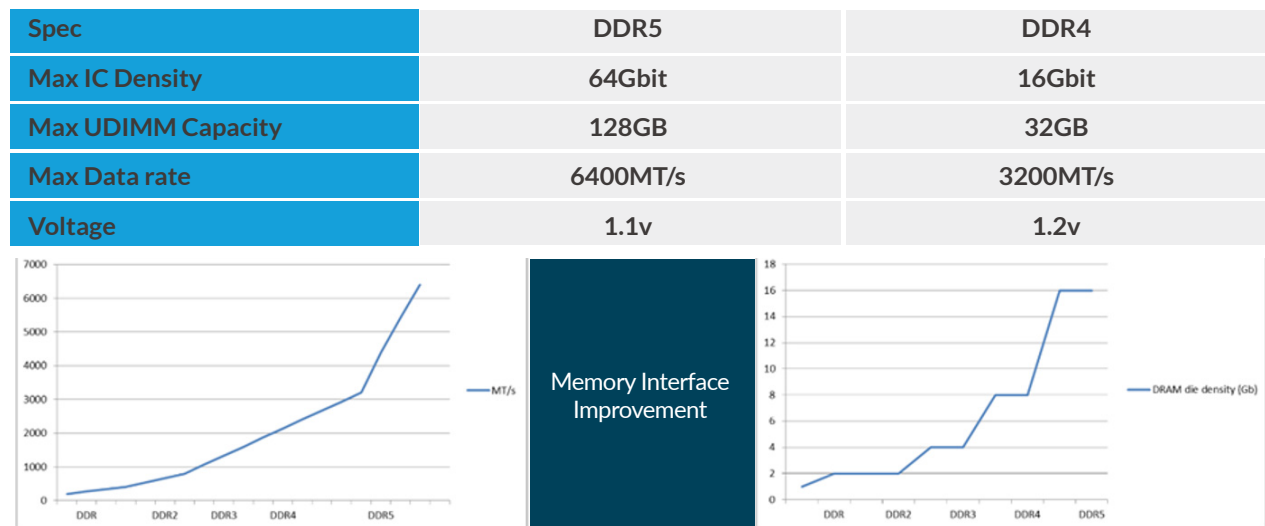 Spec DDR5 DDR4
Max IC Density 64Gbit 16Gbit
Max UDIMM Capacity 128GB 32GB
Max Data rate 6400MT/s 3200MT/s
Voltage 1.1v 1.2v
7000
6000
5000
4000
3000
2000
1000
0
DDR DDR2 DDR3 DDR4 DDR5
MT/s
Memory Interface
Improvement
18
16
14
12
10
8
6
4
2
0
DDR DDR2 DDR3 DDR4 DDR5
DRAM die density (Gb)